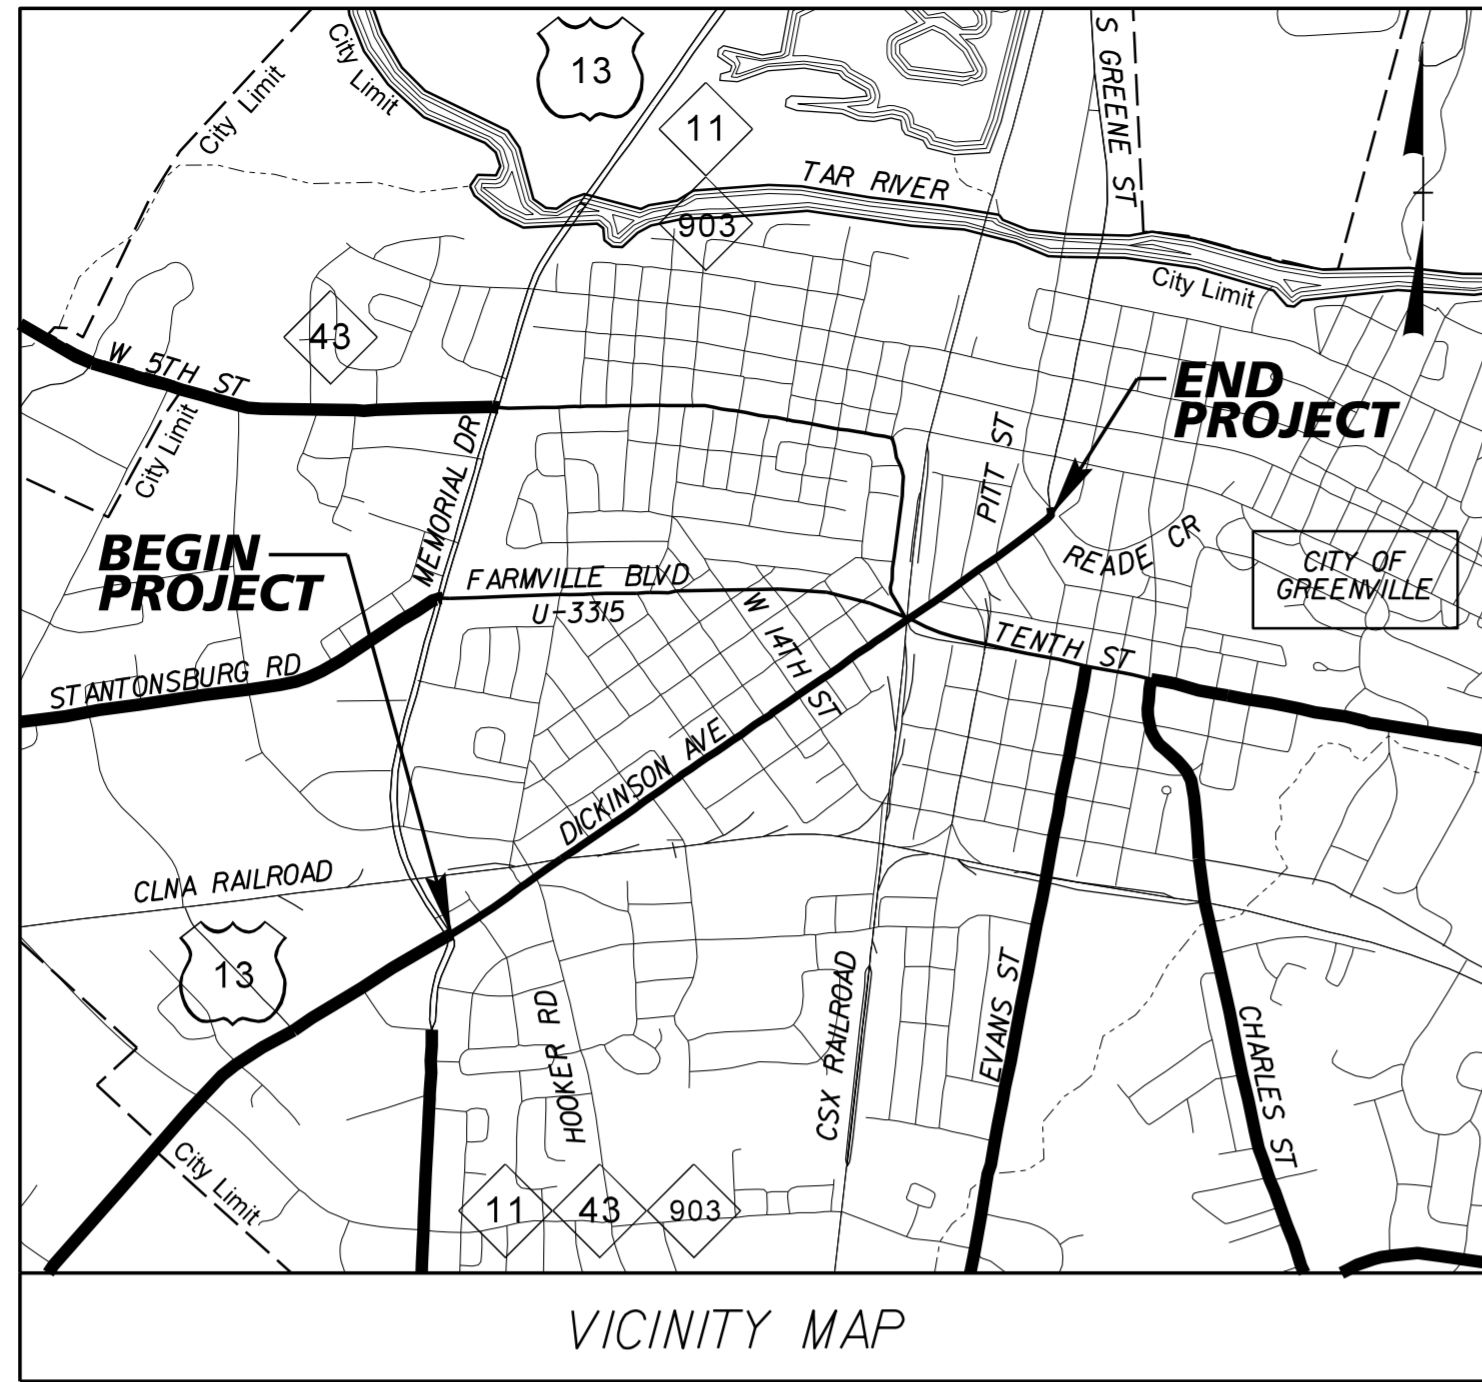 City Limit
City Limit
13
11
S GREENE ST
TAR RIVER
903
City Limit
43
W 5TH ST
END
PROJECT
City Limit
MEMORIAL DR
PITT ST
BEGIN
PROJECT
READE CR
CITY OF
GREENVILLE
FARMVILLE BLVD
U-3315
W 14TH ST
TENTH ST
STANTONSBURG RD
DICKINSON AVE
CLNA RAILROAD
13
HOOKER RD
CSX RAILROAD
EVANS ST
CHARLES ST
City Limit
11
43
903
VICINITY MAP